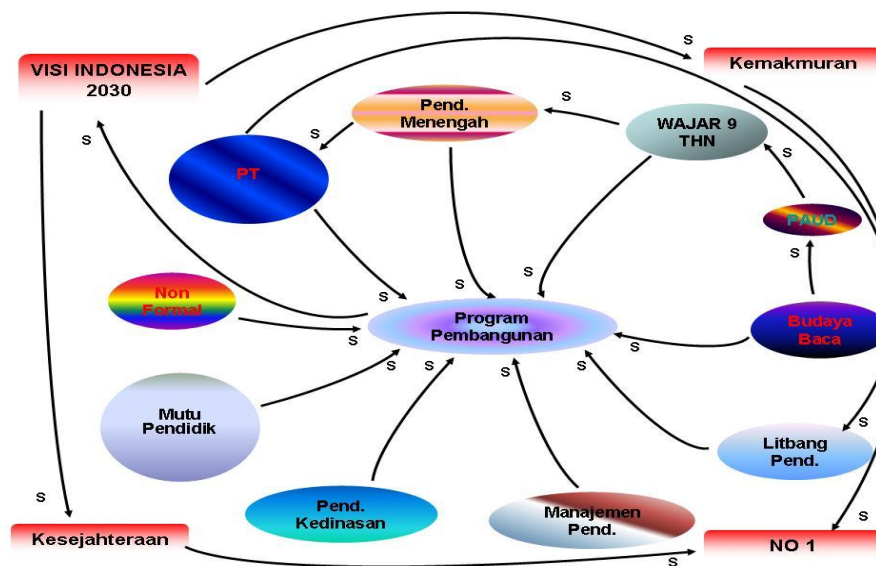 VISI INDONESIA
2030
S
Kemakmuran
Pend.
Menengah
S
WAJAR 9
THN
S
S
S
PT
PAUD
S
Non
Formal
S
S
S
S
Program
Pembangunan
Budaya
Baca
S
S
S
S
S
Mutu
Pendidik
S
Litbang
Pend.
S
Pend.
Kedinasan
Manajemen
Pend.
S
Kesejahteraan
S
NO 1
S